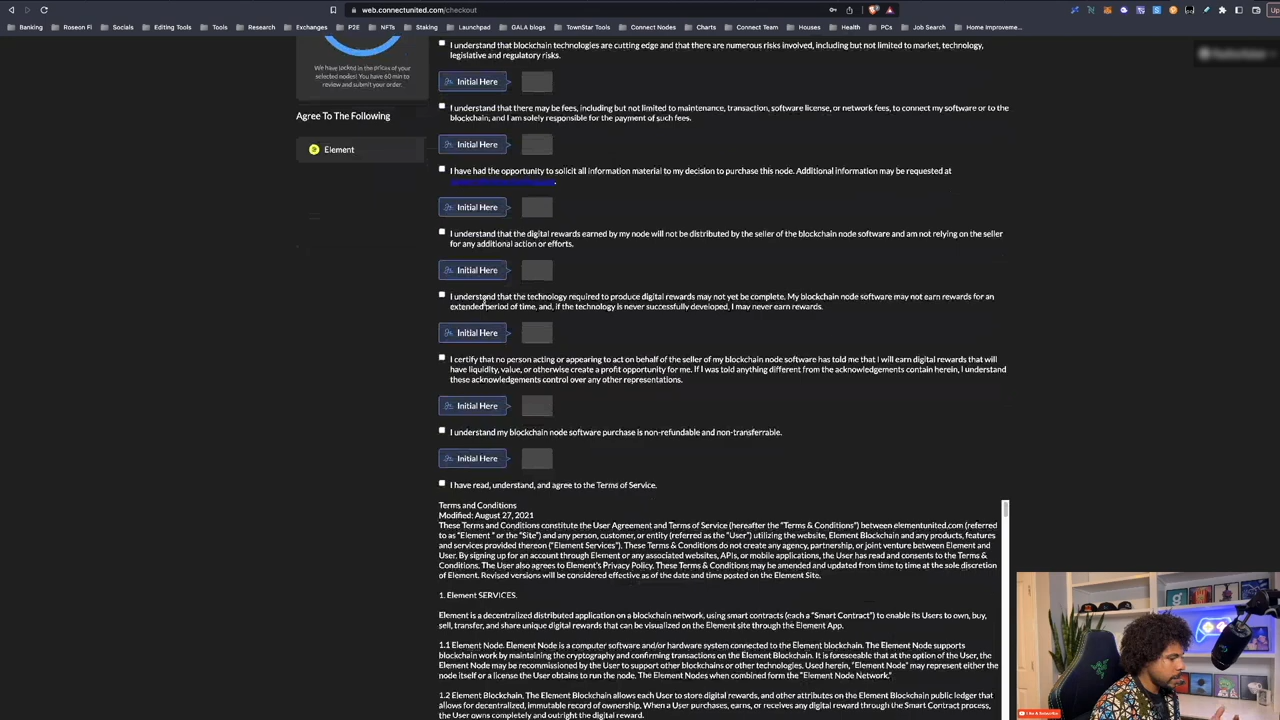 web.connectunited.com/checkout
Up
Banking
Roseon FI
Socials
Editing Tools
Tools
Research
Exchanges
P2E
NFTs
Staking
Launchpad
GALA blogs
TownStar Tools
Connect Nodes
Charts
Connect Team
Houses
Health
PCs
Job Search
Home Improveme...
We have locked in the prices of your
selected nodes! You have 60 min to
review and submit your order.
Agree To The Following
Element
I understand that blockchain technologies are cutting edge and that there are numerous risks involved, including but not limited to market, technology,
legislative and regulatory risks.
Initial Here
I understand that there may be fees, including but not limited to maintenance, transaction, software license, or network fees, to connect my software or to the
blockchain; and I am solely responsible for the payment of such fees.
Initial Here
I have had the opportunity to solicit all information material to my decision to purchase this node. Additional information may be requested at
Initial Here
I understand that the digital rewards earned by my node will not be distributed by the seller of the blockchain node software and am not relying on the seller
for any additional action or efforts.
Initial Here
I understand that the technology required to produce digital rewards may not yet be complete. My blockchain node software may not earn rewards for an
extended period of time, and, if the technology is never successfully developed, I may never earn rewards.
Initial Here
I certify that no person acting or appearing to act on behalf of the seller of my blockchain node software has told me that I will earn digital rewards that will
have liquidity, value, or otherwise create a profit opportunity for me. If I was told anything different from the acknowledgements contain herein, I understand
these acknowledgements control over any other representations.
Initial Here
I understand my blockchain node software purchase is non-refundable and non-transferrable.
Initial Here
I have read, understand, and agree to the Terms of Service.
Terms and Conditions
Modified: August 27, 2021
These Terms and Conditions constitute the User Agreement and Terms of Service (hereafter the "Terms & Conditions") between elementunited.com (referred
to as "Element " or the "Site") and any person, customer, or entity (referred to as the "User") utilizing the website, Element Blockchain and any products, features
and services provided thereon ("Element Services"). These Terms & Conditions do not create any agency, partnership, or joint venture between Element and
User. By signing up for an account through Element or any associated websites, APIs, or mobile applications, the User has read and consents to the Terms &
Conditions. The User also agrees to Element's Privacy Policy. These Terms & Conditions may be amended and updated from time to time at the sole discretion
of Element. Revised versions will be considered effective as of the date and time posted on the Element Site.
1. Element SERVICES.
Element is a decentralized distributed application on a blockchain network, using smart contracts (each a "Smart Contract") to enable its Users to own, buy,
sell, transfer, and share unique digital rewards that can be visualized on the Element site through the Element App.
1.1 Element Node. Element Node is a computer software and/or hardware system connected to the Element blockchain. The Element Node supports
blockchain work by maintaining the cryptography and confirming transactions on the Element Blockchain. It is foreseeable that at the option of the User, the
Element Node may be recommissioned by the User to support other blockchains or other technologies. Used herein, "Element Node" may represent either the
node itself or a license the User obtains to run the node. The Element Nodes when combined form the "Element Node Network."
1.2 Element Blockchain. The Element Blockchain allows each User to store digital rewards, and other attributes on the Element Blockchain public ledger that
allows for decentralized, immutable record of ownership. When a User purchases, earns, or receives any digital reward through the Smart Contract process,
the User owns completely and outright the digital reward.
Like & Subscribe